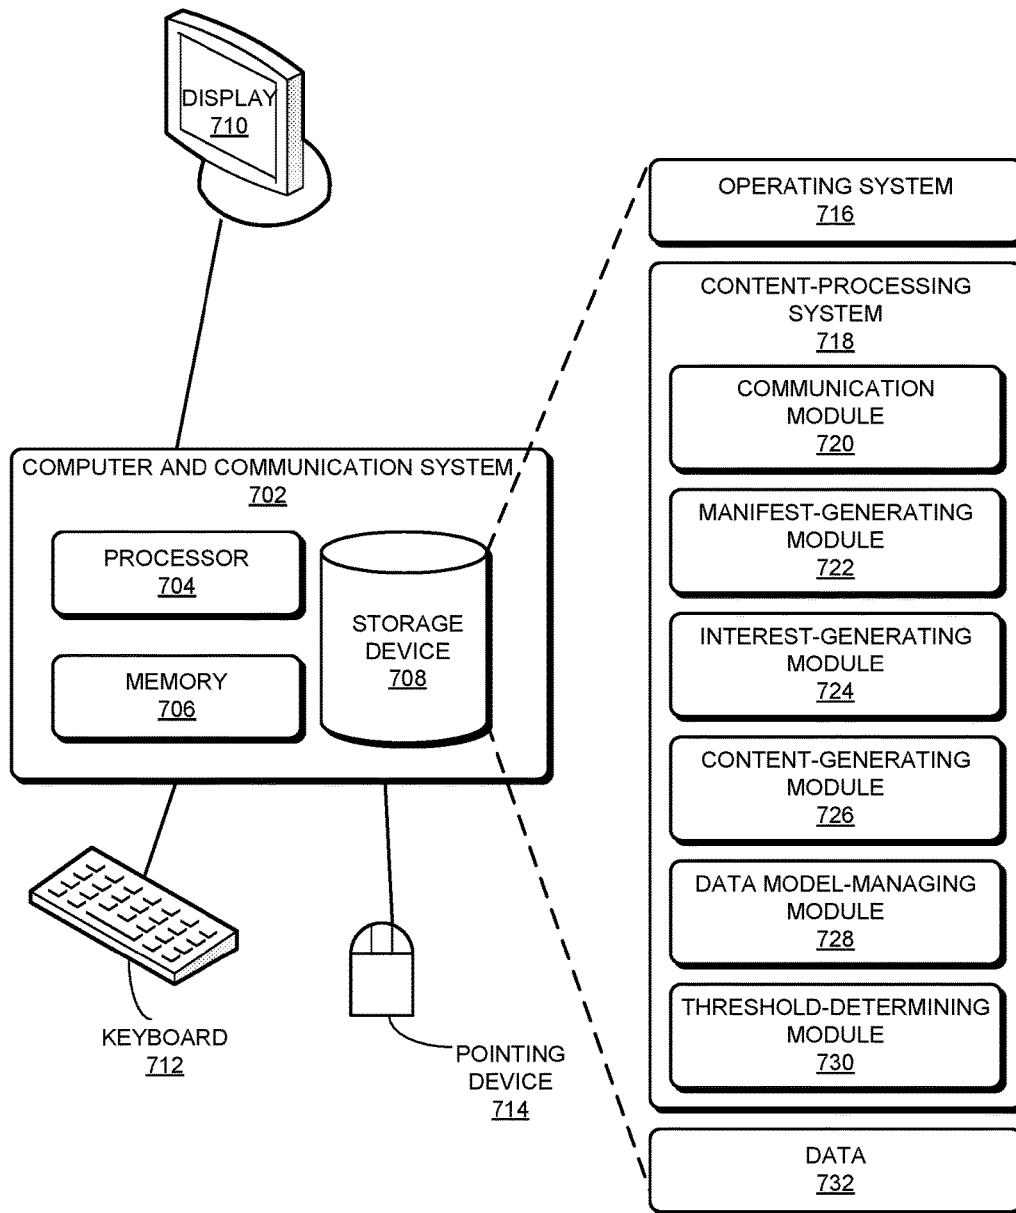 DISPLAY
710
OPERATING SYSTEM
716
CONTENT-PROCESSING
SYSTEM
718
COMMUNICATION
MODULE
720
MANIFEST-GENERATING
MODULE
722
INTEREST-GENERATING
MODULE
724
CONTENT-GENERATING
MODULE
726
DATA MODEL-MANAGING
MODULE
728
THRESHOLD-DETERMINING
MODULE
730
DATA
732
COMPUTER AND COMMUNICATION SYSTEM
702
PROCESSOR
704
MEMORY
706
STORAGE
DEVICE
708
KEYBOARD
712
POINTING
DEVICE
714